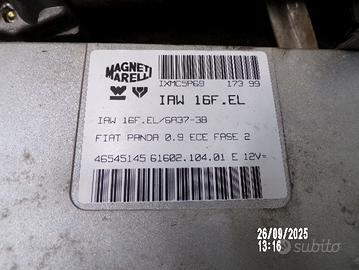 MAGNETI
MARELLI
IXMC5P69 173 99
IAW 16F.EL
IAW 16F.EL/6A37-38
FIAT PANDA 0.9 ECE FASE 2
46545145 61602.104.01 E 12V=
26/09/2025
13:16
subito